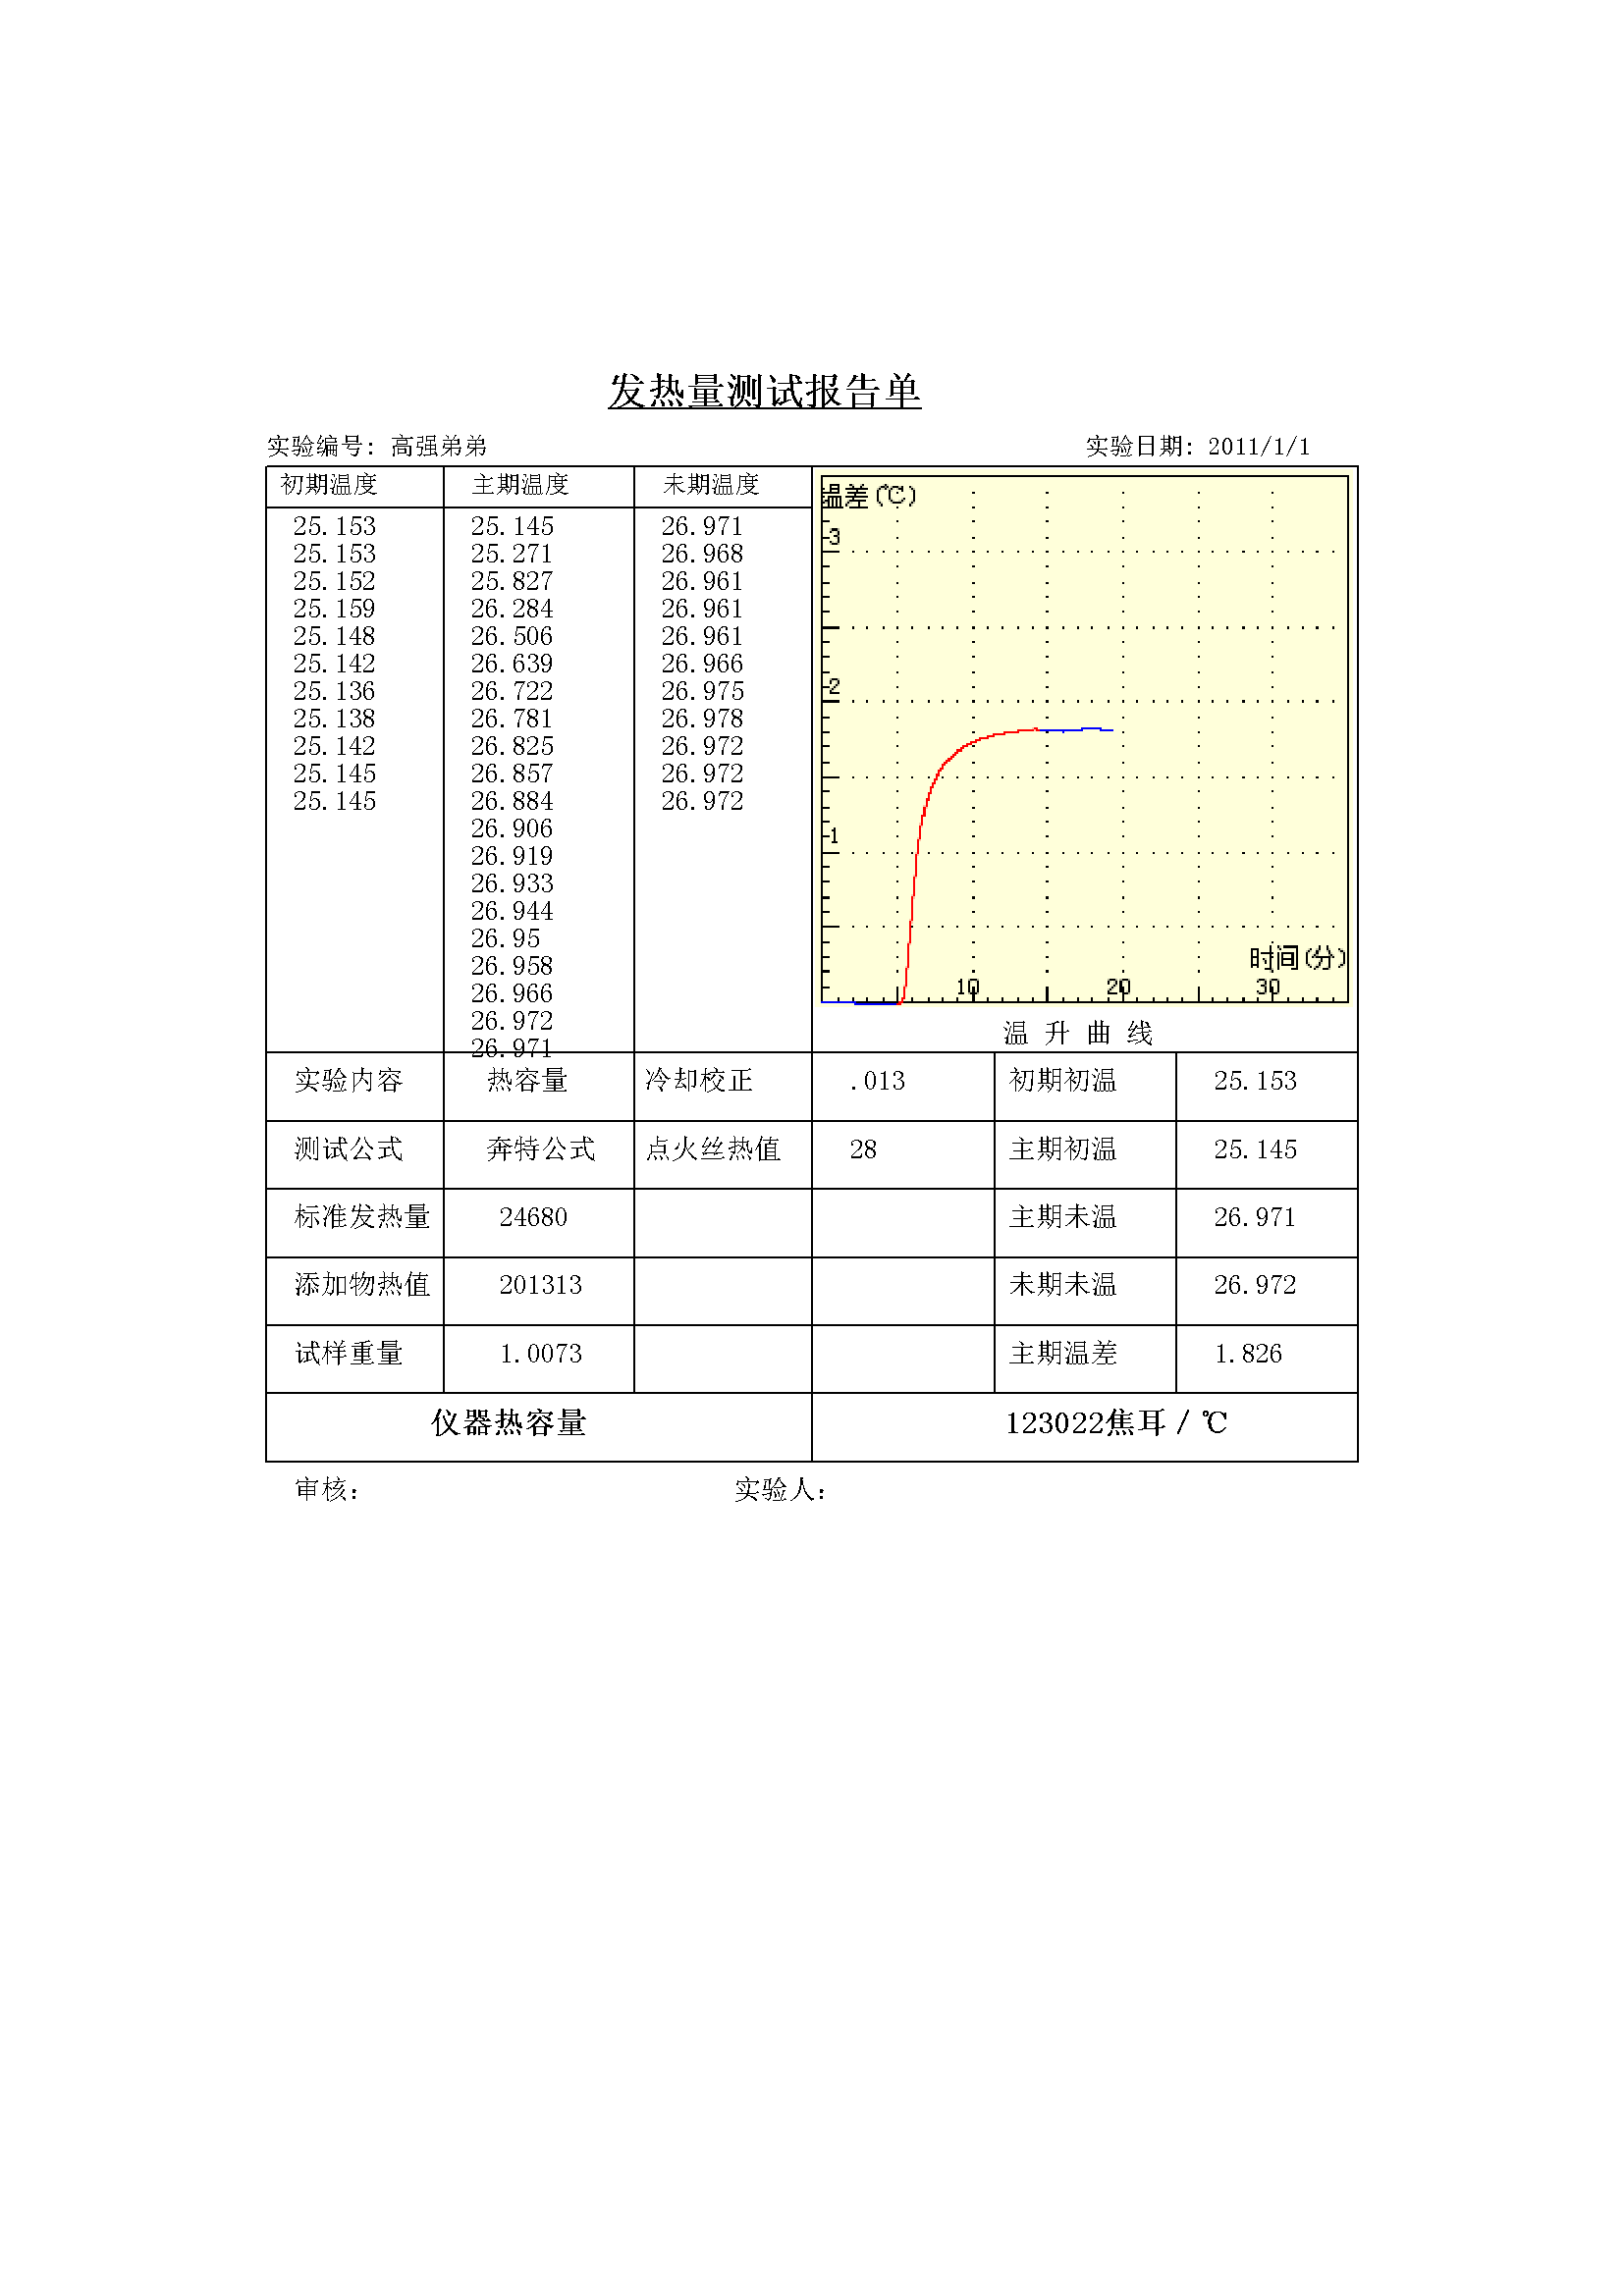 发热量测试报告单
实验编号: 高强弟弟 实验日期: 2011/1/1
初期温度 主期温度 未期温度 温差(℃)
25.153 25.145 26.971
25.153 25.271 26.968
25.152 25.827 26.961
25.159 26.284 26.961
25.148 26.506 26.961
25.142 26.639 26.966
25.136 26.722 26.975
25.138 26.781 26.978
25.142 26.825 26.972
25.145 26.857 26.972
25.145 26.884 26.972
26.906
26.919
26.933
26.944
26.95
26.958
26.966
26.972
26.971
3
2
1
时间(分)
10 20 30
温 升 曲 线
实验内容 热容量 冷却校正 .013 初期初温 25.153
测试公式 奔特公式 点火丝热值 28 主期初温 25.145
标准发热量 24680 主期未温 26.971
添加物热值 201313 未期未温 26.972
试样重量 1.0073 主期温差 1.826
仪器热容量 123022焦耳/℃
审核: 实验人: